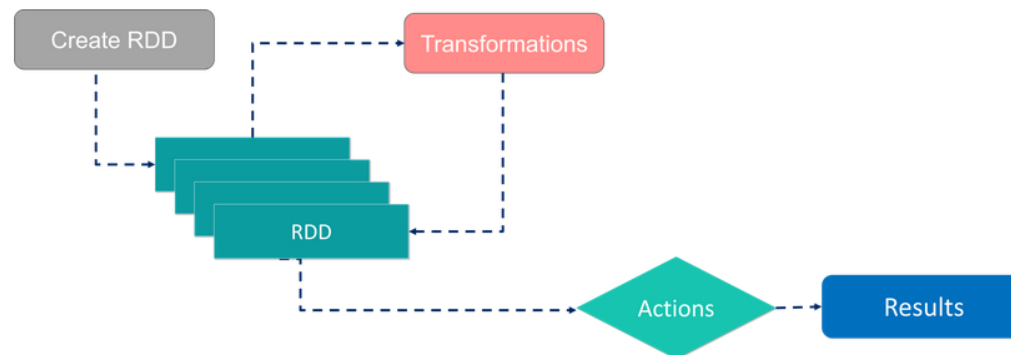 Create RDD
Transformations
RDD
Actions
Results